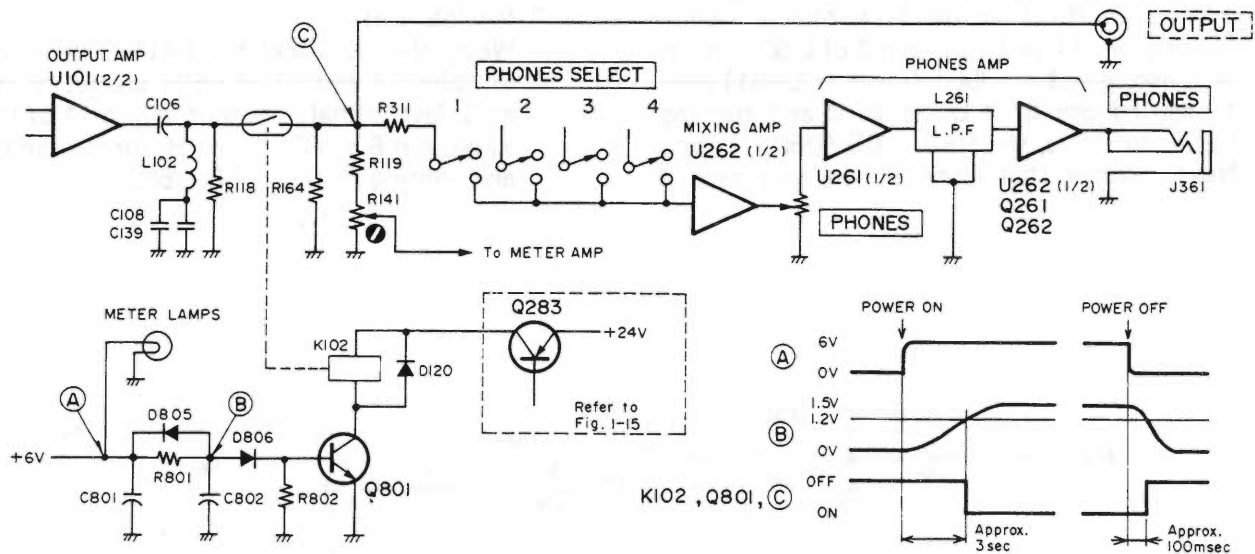 OUTPUT AMP
U101 (2/2)
C106
L102
C108
C139
R118
R164
C
R311
R119
R141
To METER AMP
PHONES SELECT
1 2 3 4
MIXING AMP
U262 (1/2)
OUTPUT
PHONES AMP
L261
L.P.F
U261 (1/2)
PHONES
U262 (1/2)
Q261
Q262
PHONES
J361
METER LAMPS
K102
D120
Q283
+24V
Refer to
Fig. 1-15
A
B
D805
D806
+6V
R801
C801
C802
R802
Q801
POWER ON
POWER OFF
A
6V
0V
B
1.5V
1.2V
0V
K102, Q801, C
OFF
ON
Approx.
3sec
Approx.
100msec